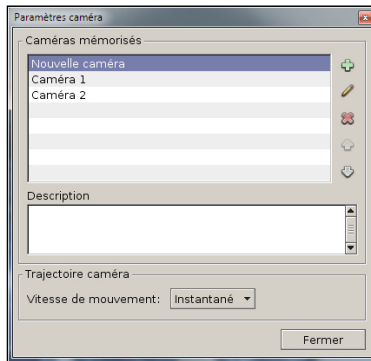 Paramètres caméra
Caméras mémorisés
Nouvelle caméra
Caméra 1
Caméra 2
Description
Trajectoire caméra
Vitesse de mouvement: Instantané
Fermer